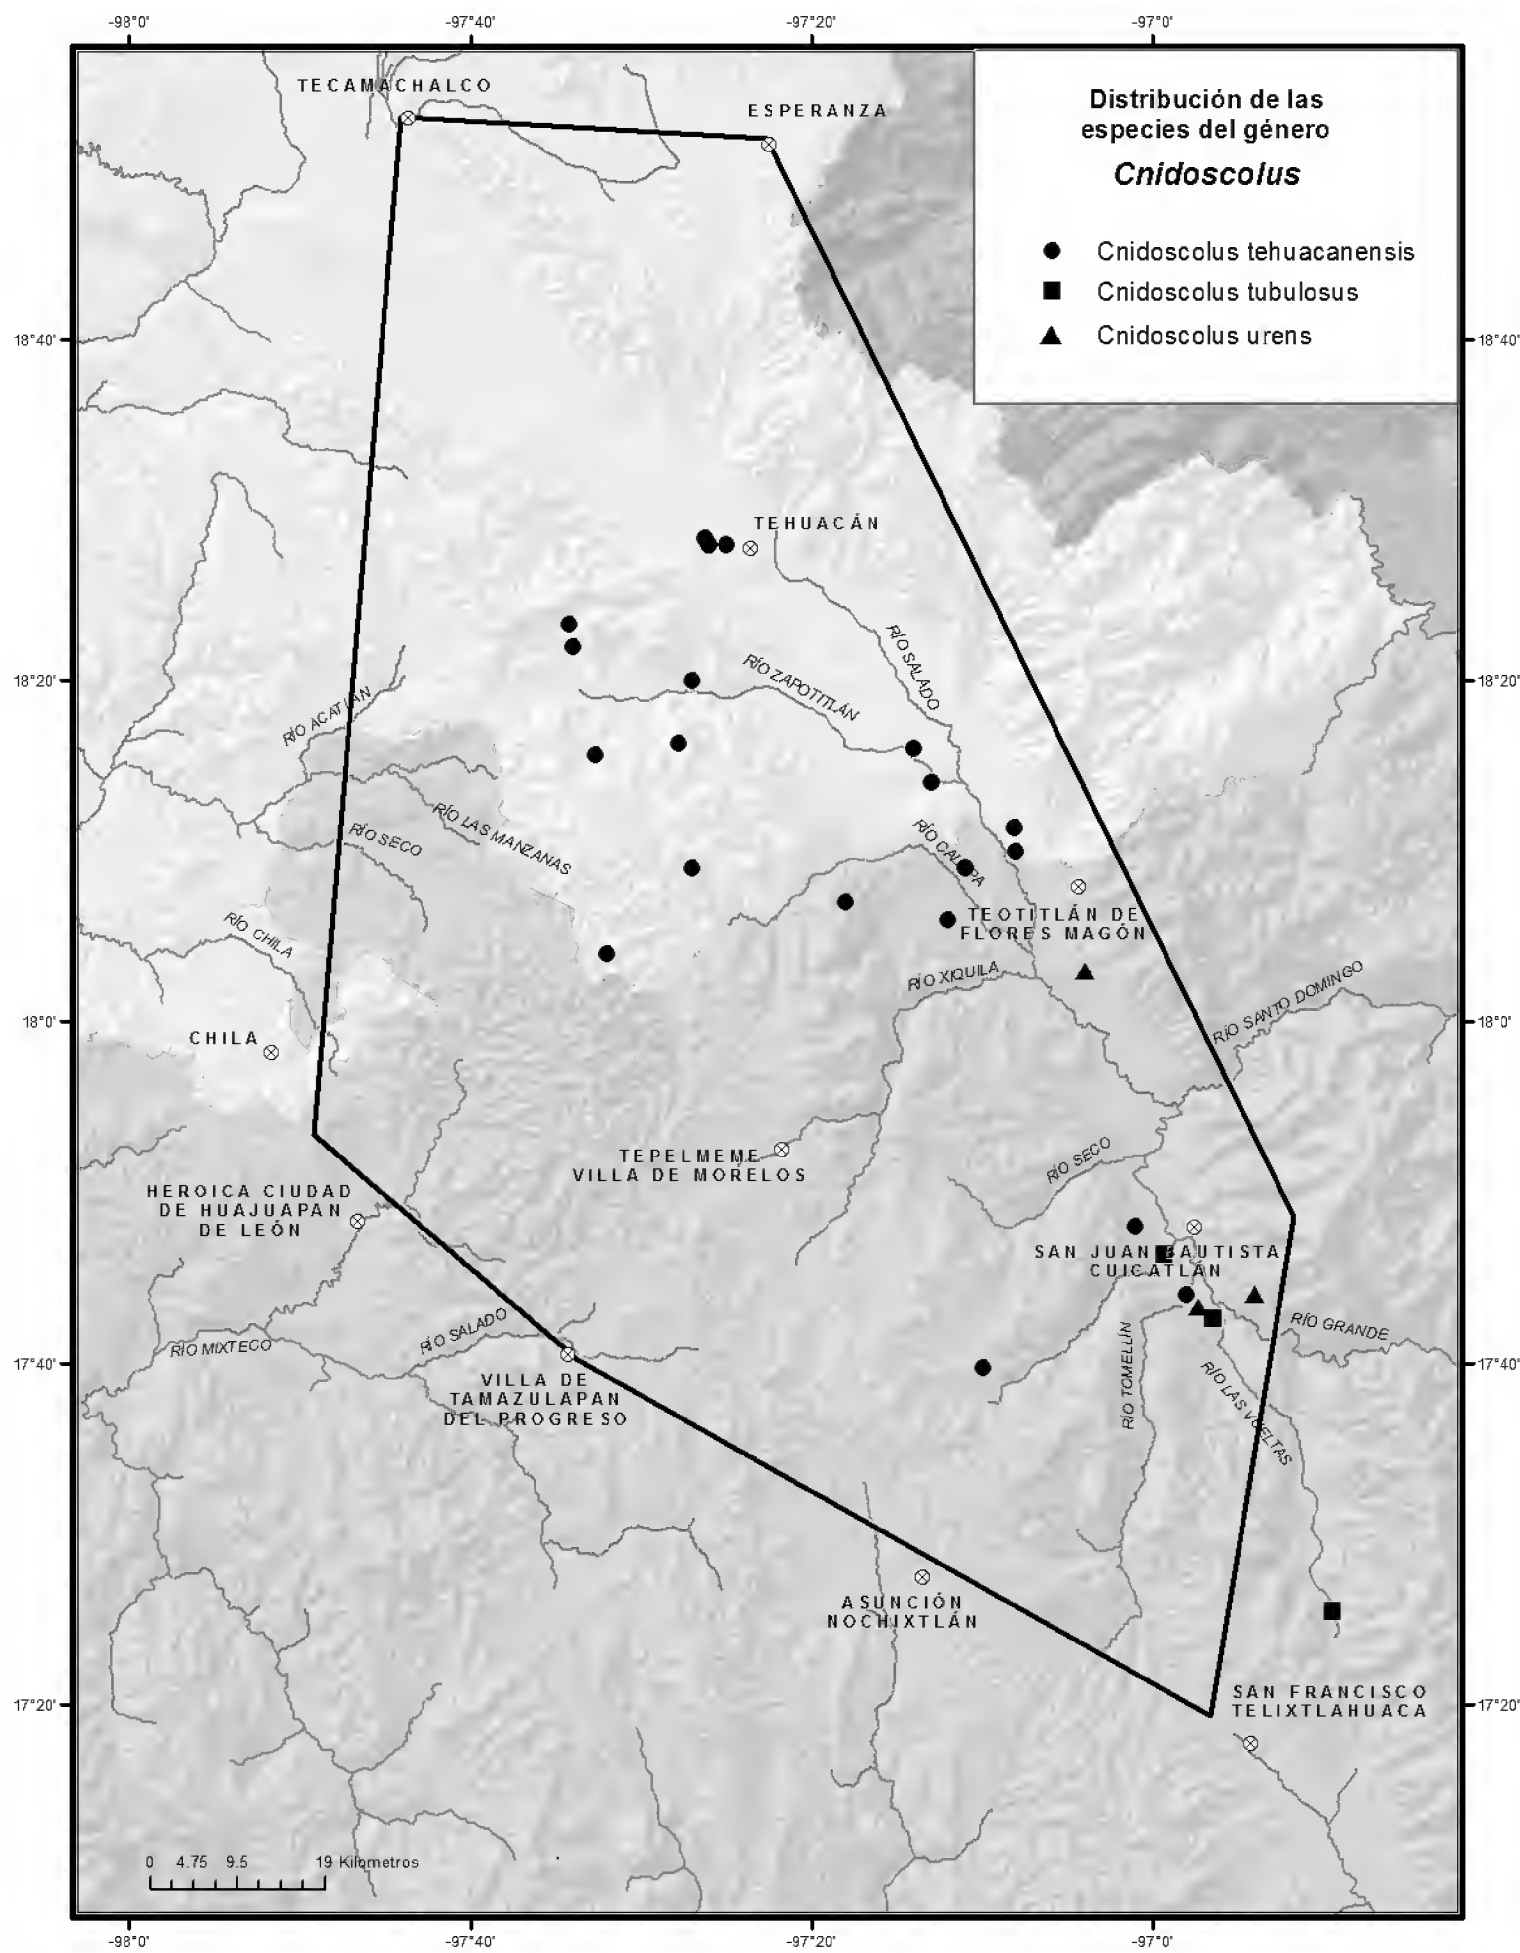 -98°0'
-97°40'
-97°20'
-97°0'
TECAMACHALCO
ESPERANZA
Distribución de las
especies del género
Cnidoscolus
Cnidoscolus tehuacanensis
Cnidoscolus tubulosus
Cnidoscolus urens
18°40'
18°40'
TEHUACÁN
RÍO SALADO
RÍO ZAPOTITLÁN
18°20'
18°20'
RÍO ACATLÁN
RÍO LAS MANZANAS
RÍO SECO
RÍO CALAPA
TEOTITLÁN DE
FLORES MAGÓN
RÍO CHILA
RÍO XIQUILA
RÍO SANTO DOMINGO
18°0'
18°0'
CHILA
TEPELMEME
VILLA DE MORELOS
RÍO SECO
HEROICA CIUDAD
DE HUAJUAPAN
DE LEÓN
SAN JUAN BAUTISTA
CUICATLÁN
RÍO GRANDE
RÍO SALADO
RÍO MIXTECO
17°40'
17°40'
VILLA DE
TAMAZULAPAN
DEL PROGRESO
RÍO TOMELLÍN
RÍO LAS VUELTAS
ASUNCIÓN
NOCHIXTLÁN
SAN FRANCISCO
TELIXTLAHUACA
17°20'
17°20'
0 4.75 9.5 19 Kilometros
-98°0'
-97°40'
-97°20'
-97°0'